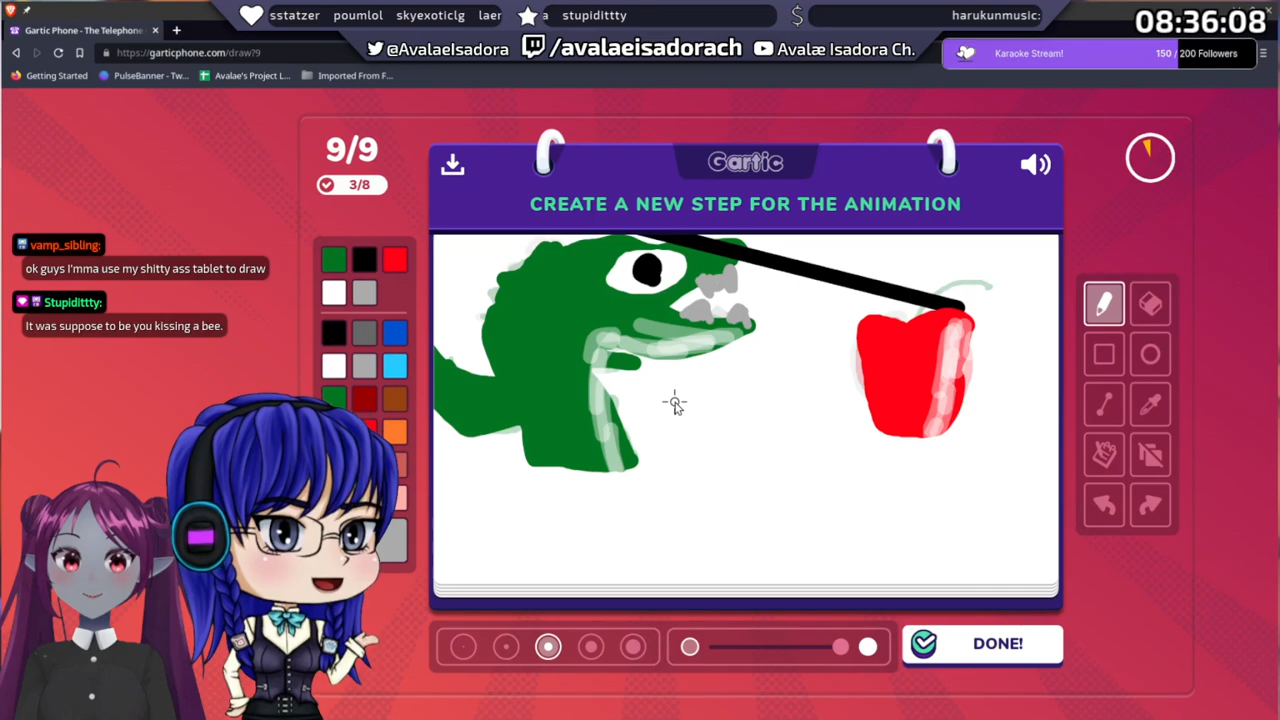 sstatzer poumlol skyexoticlg laer
a stupidittty
$ harukunmusic:
08:36:08
Gartic Phone - The Telephone
@AvalaeIsadora /avalaeisadorach Avalæ Isadora Ch.
https://garticphone.com/draw?9
Karaoke Stream! 150 / 200 Followers
Getting Started PulseBanner - Tw... Avalae's Project L... Imported From F...
9/9
3/8
Gartic
CREATE A NEW STEP FOR THE ANIMATION
vamp_sibling:
ok guys I'mma use my shitty ass tablet to draw
Stupidittty:
It was suppose to be you kissing a bee.
DONE!